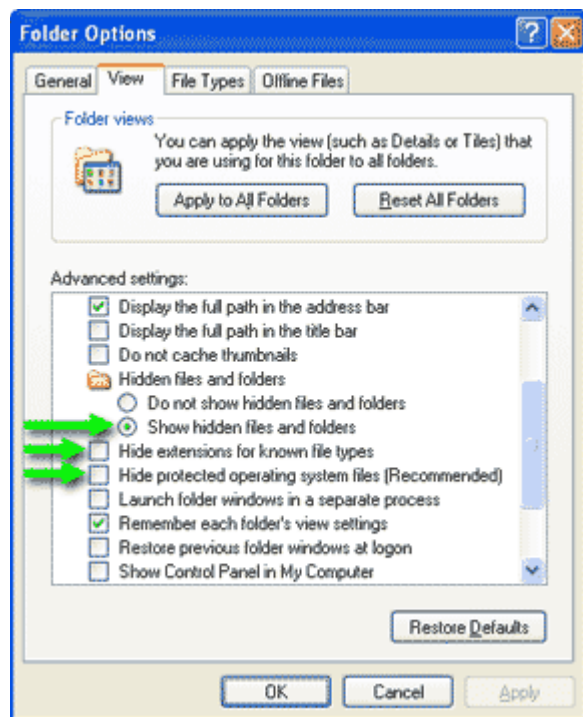 Folder Options
General View File Types Offline Files
Folder views
You can apply the view (such as Details or Tiles) that
you are using for this folder to all folders.
Apply to All Folders Reset All Folders
Advanced settings:
Display the full path in the address bar
Display the full path in the title bar
Do not cache thumbnails
Hidden files and folders
Do not show hidden files and folders
Show hidden files and folders
Hide extensions for known file types
Hide protected operating system files (Recommended)
Launch folder windows in a separate process
Remember each folder's view settings
Restore previous folder windows at logon
Show Control Panel in My Computer
Restore Defaults
OK Cancel Apply